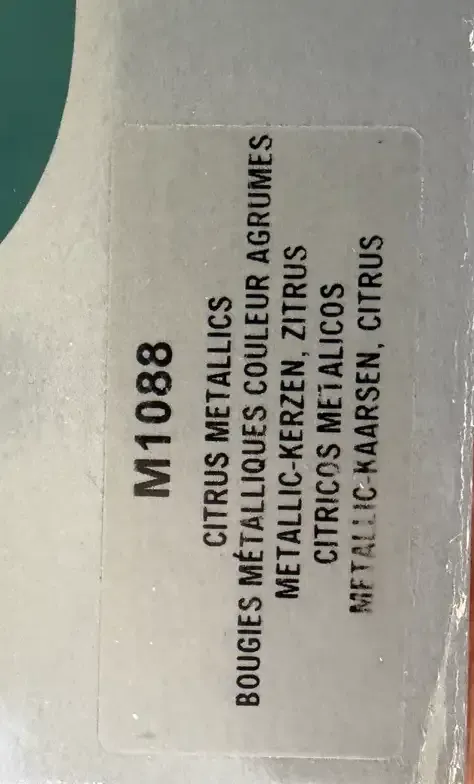 M1088
CITRUS METALLICS
BOUGIES MÉTALLIQUES COULEUR AGRUMES
METALLIC-KERZEN, ZITRUS
CITRICOS METALICOS
METALLIC-KAARSEN, CITRUS